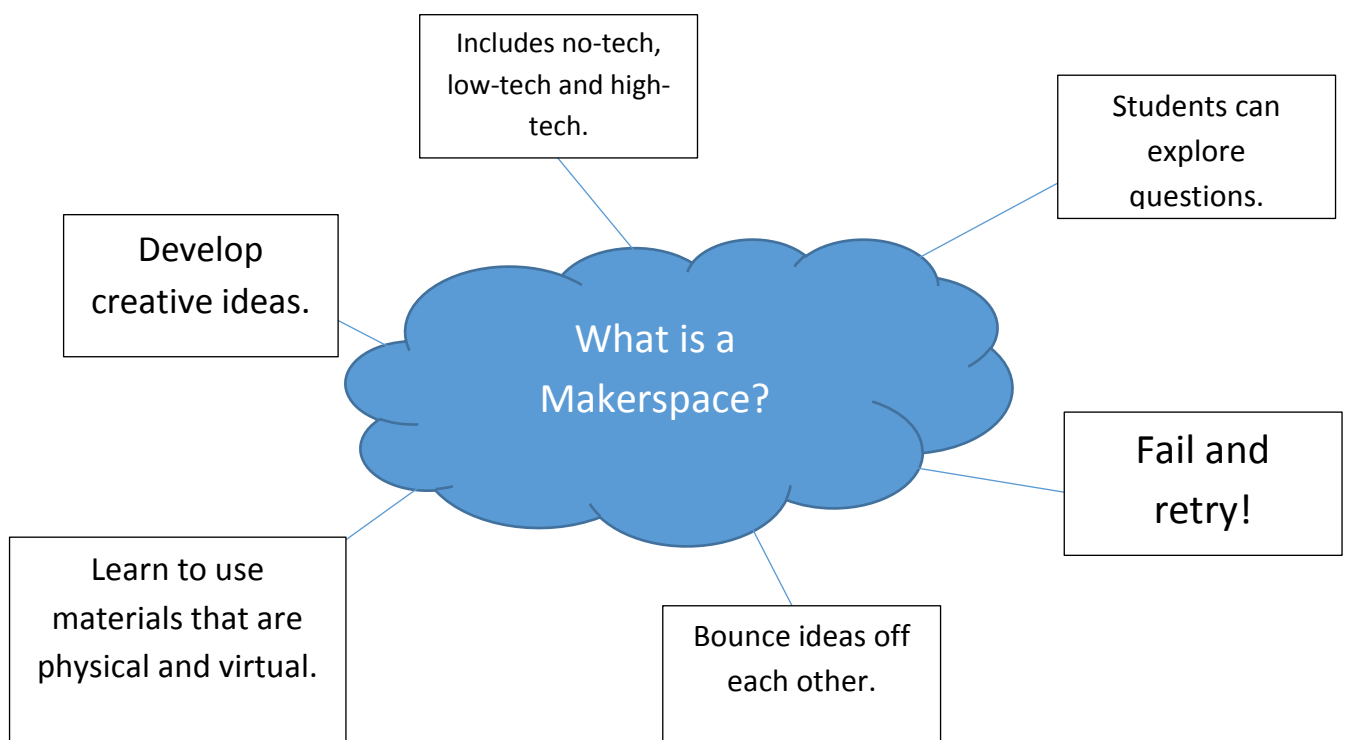 Includes no-tech,
low-tech and high-
tech.
Students can
explore
questions.
Develop
creative ideas.
What is a
Makerspace?
Fail and
retry!
Learn to use
materials that are
physical and virtual.
Bounce ideas off
each other.